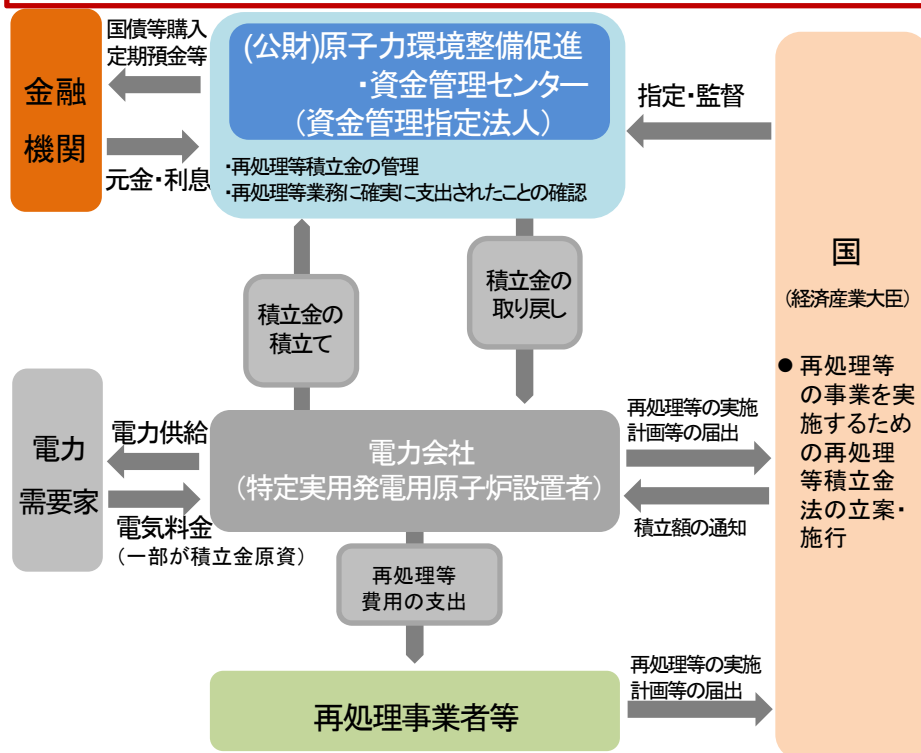 国債等購入
定期預金等
金融
機関
元金・利息
(公財)原子力環境整備促進
・資金管理センター
（資金管理指定法人）
・再処理等積立金の管理
・再処理等業務に確実に支出されたことの確認
指定・監督
国
（経済産業大臣）
● 再処理等
の事業を実
施するため
の再処理
等積立金
法の立案・
施行
積立金の
積立て
積立金の
取り戻し
電力
需要家
電力供給
電気料金
（一部が積立金原資）
電力会社
（特定実用発電用原子炉設置者）
再処理等の実施
計画等の届出
積立額の通知
再処理等
費用の支出
再処理事業者等
再処理等の実施
計画等の届出